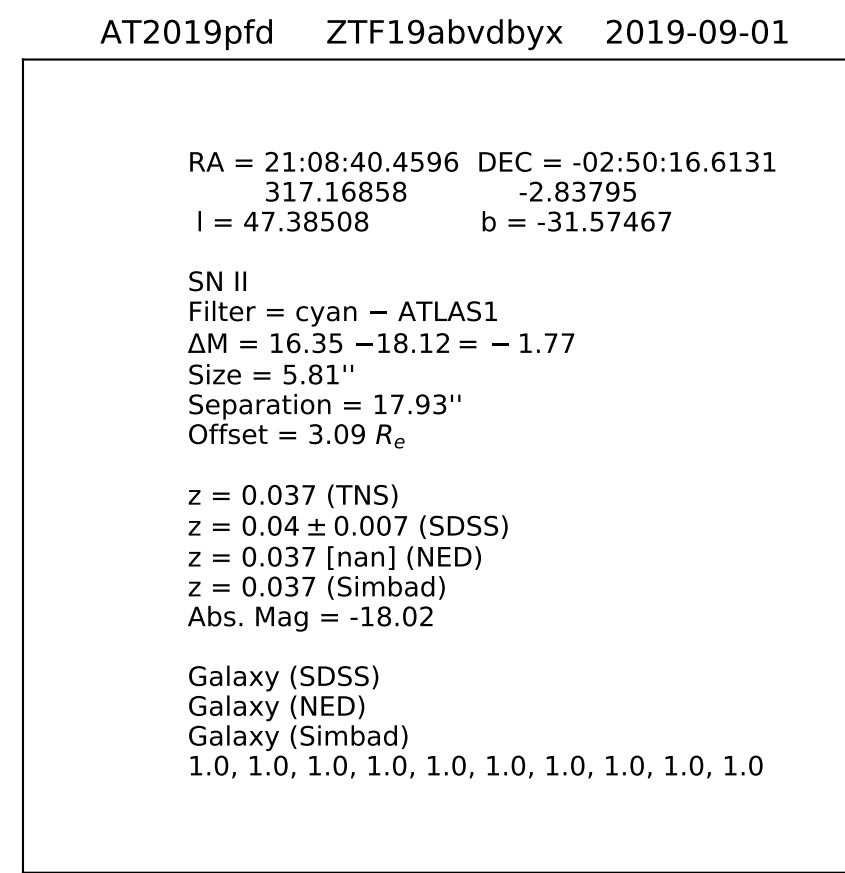 AT2019pfd ZTF19abvdbyx 2019-09-01
RA = 21:08:40.4596 DEC = -02:50:16.6131
317.16858 -2.83795
l = 47.38508 b = -31.57467
SN II
Filter = cyan − ATLAS1
ΔM = 16.35 −18.12 = − 1.77
Size = 5.81''
Separation = 17.93''
Offset = 3.09 Rₑ
z = 0.037 (TNS)
z = 0.04 ± 0.007 (SDSS)
z = 0.037 [nan] (NED)
z = 0.037 (Simbad)
Abs. Mag = -18.02
Galaxy (SDSS)
Galaxy (NED)
Galaxy (Simbad)
1.0, 1.0, 1.0, 1.0, 1.0, 1.0, 1.0, 1.0, 1.0, 1.0